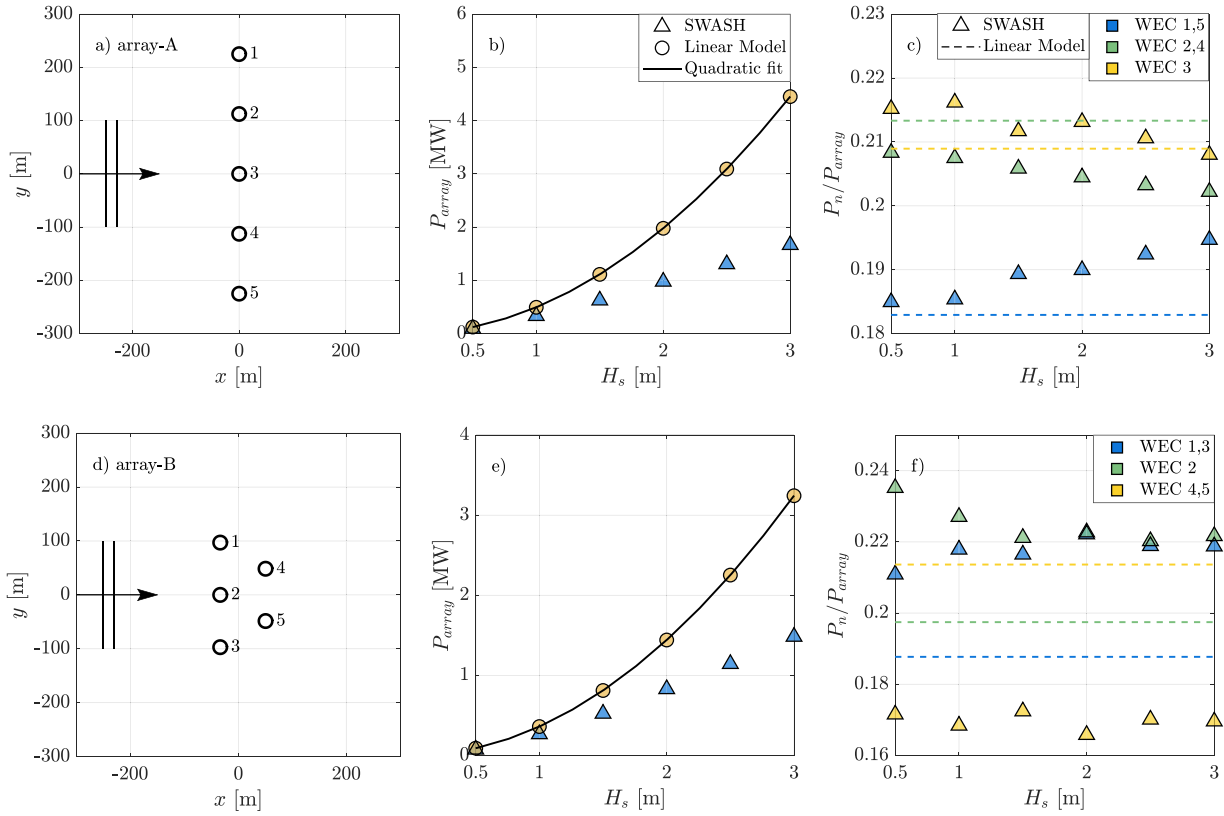 a) array-A
300
200
100
0
-100
-200
-300
y [m]
1
2
3
4
5
-200
0
200
x [m]
b)
SWASH
Linear Model
Quadratic fit
6
5
4
3
2
1
0
P_array [MW]
0.5
1
2
3
H_s [m]
c)
SWASH
Linear Model
WEC 1,5
WEC 2,4
WEC 3
0.23
0.22
0.21
0.2
0.19
0.18
P_n/P_array
0.5
1
2
3
H_s [m]
d) array-B
300
200
100
0
-100
-200
-300
y [m]
1
4
2
5
3
-200
0
200
x [m]
e)
4
3
2
1
0
P_array [MW]
0.5
1
2
3
H_s [m]
f)
WEC 1,3
WEC 2
WEC 4,5
0.24
0.22
0.2
0.18
0.16
P_n/P_array
0.5
1
2
3
H_s [m]